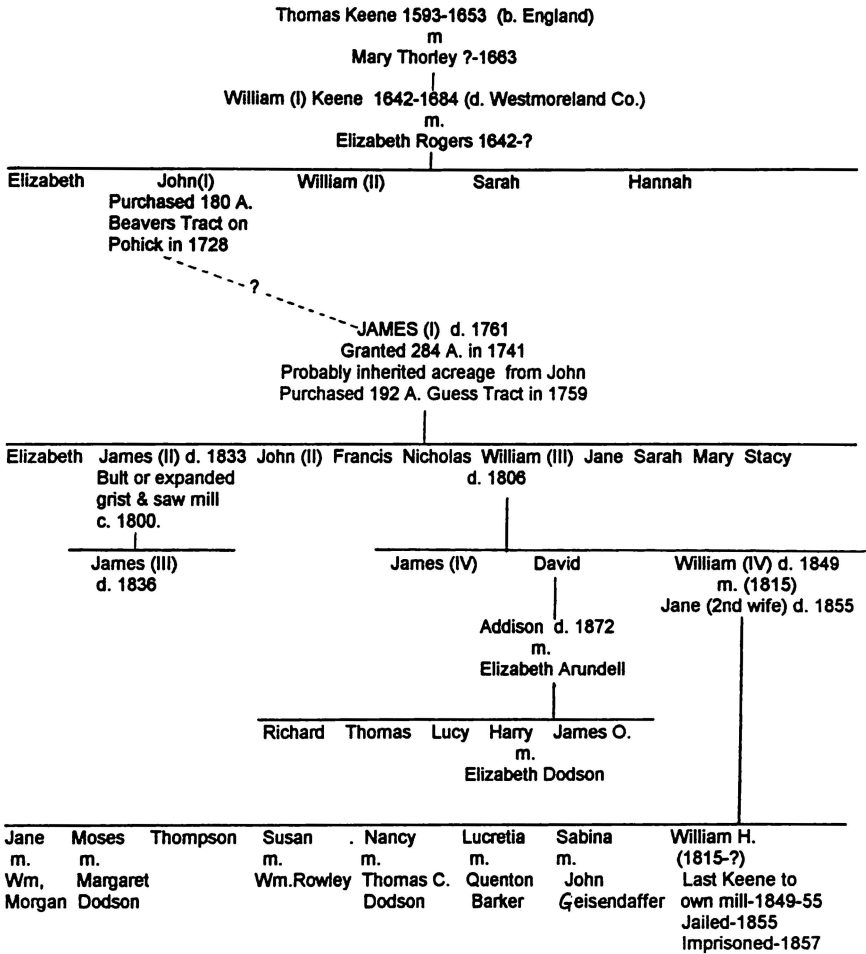 Thomas Keene 1593-1653 (b. England)
m
Mary Thorley ?-1663
William (I) Keene 1642-1684 (d. Westmoreland Co.)
m.
Elizabeth Rogers 1642-?
Elizabeth John(I) William (II) Sarah Hannah
Purchased 180 A.
Beavers Tract on
Pohick in 1728
?
JAMES (I) d. 1761
Granted 284 A. in 1741
Probably inherited acreage from John
Purchased 192 A. Guess Tract in 1759
Elizabeth James (II) d. 1833 John (II) Francis Nicholas William (III) Jane Sarah Mary Stacy
Bult or expanded d. 1806
grist & saw mill
c. 1800.
James (III) James (IV) David William (IV) d. 1849
d. 1836 m. (1815)
Jane (2nd wife) d. 1855
Addison d. 1872
m.
Elizabeth Arundell
Richard Thomas Lucy Harry James O.
m.
Elizabeth Dodson
Jane Moses Thompson Susan . Nancy Lucretia Sabina William H.
m. m. m. m. m. m. (1815-?)
Wm, Margaret Wm.Rowley Thomas C. Quenton John Last Keene to
Morgan Dodson Dodson Barker Geisendaffer own mill-1849-55
Jailed-1855
Imprisoned-1857